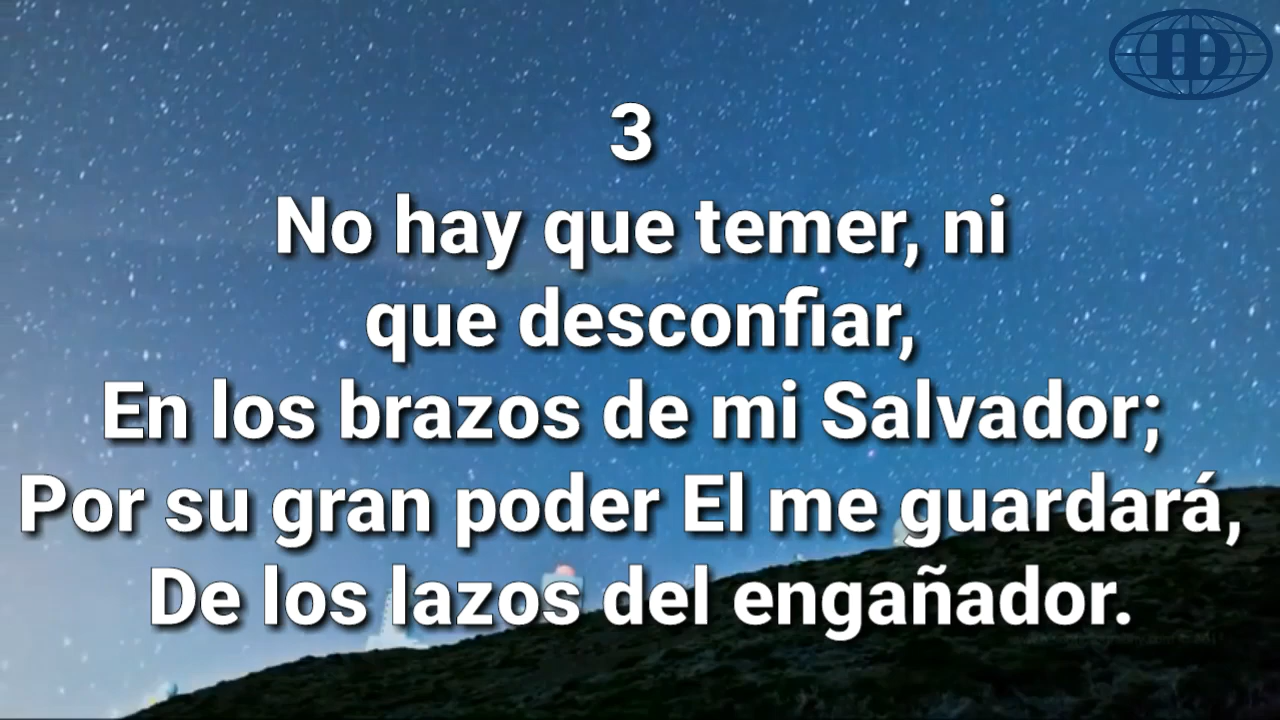 3
No hay que temer, ni
que desconfiar,
En los brazos de mi Salvador;
Por su gran poder El me guardará,
De los lazos del engañador.